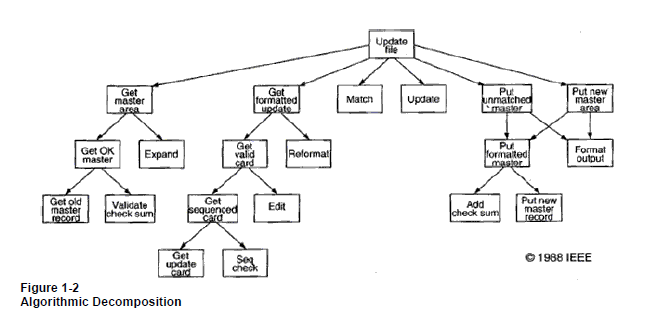 Update
file
Get
master
area
Get
formatted
update
Match
Update
Put
unmatched
master
Put new
master
area
Get OK
master
Expand
Get
valid
card
Reformat
Put
formatted
master
Format
output
Get old
master
record
Validate
check sum
Get
sequenced
card
Edit
Add
check sum
Put new
master
record
Get
update
card
Seq
check
© 1988 IEEE
Figure 1-2
Algorithmic Decomposition